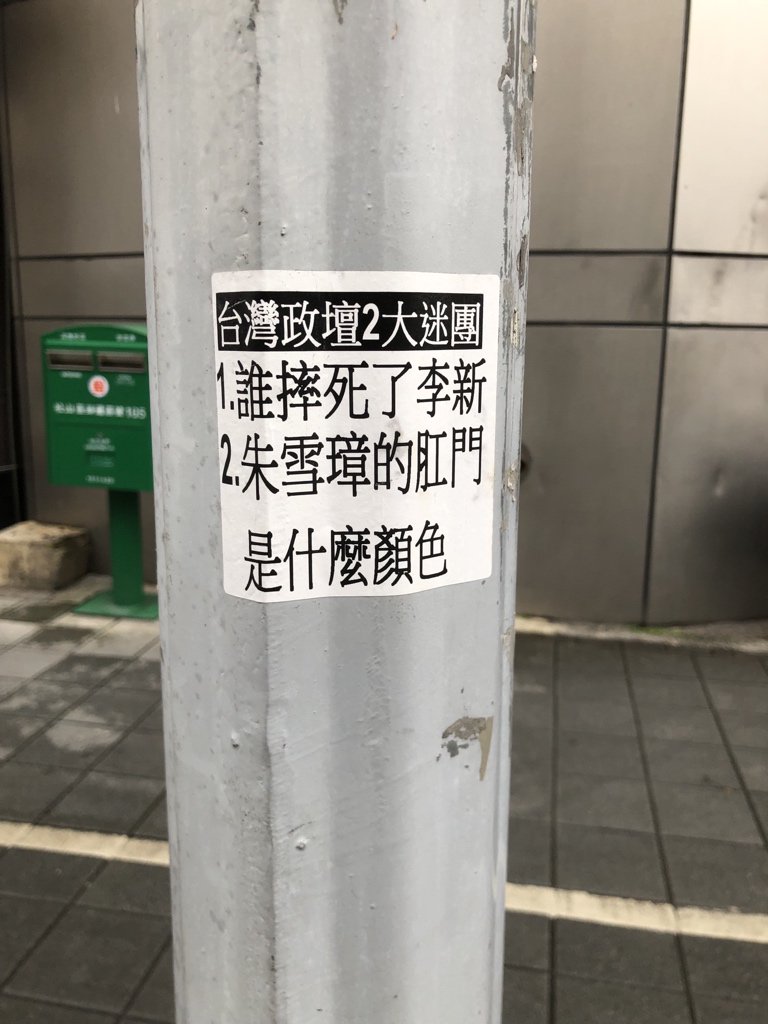 台灣政壇2大迷團
1.誰摔死了李新
2.朱雪璋的肛門
是什麼顏色